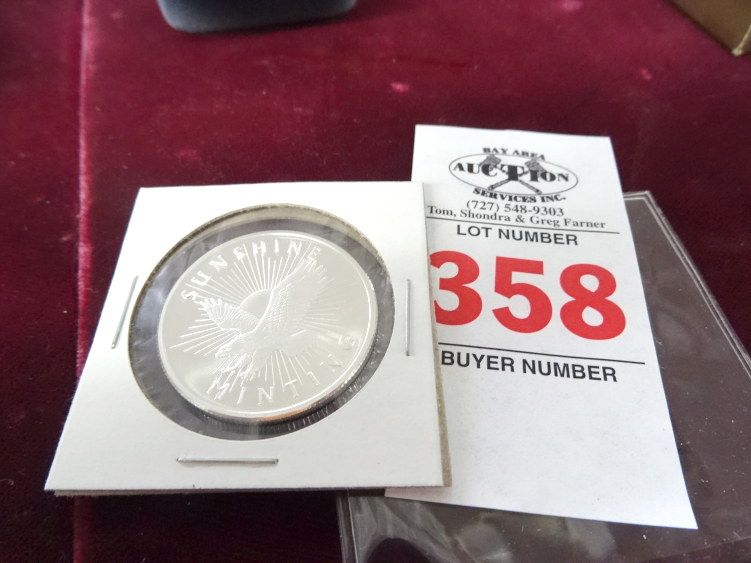 SUNSHINE
MINTING
BAY AREA
AUCTION
SERVICES INC.
(727) 548-9303
Tom, Shondra & Greg Farner
LOT NUMBER
358
BUYER NUMBER